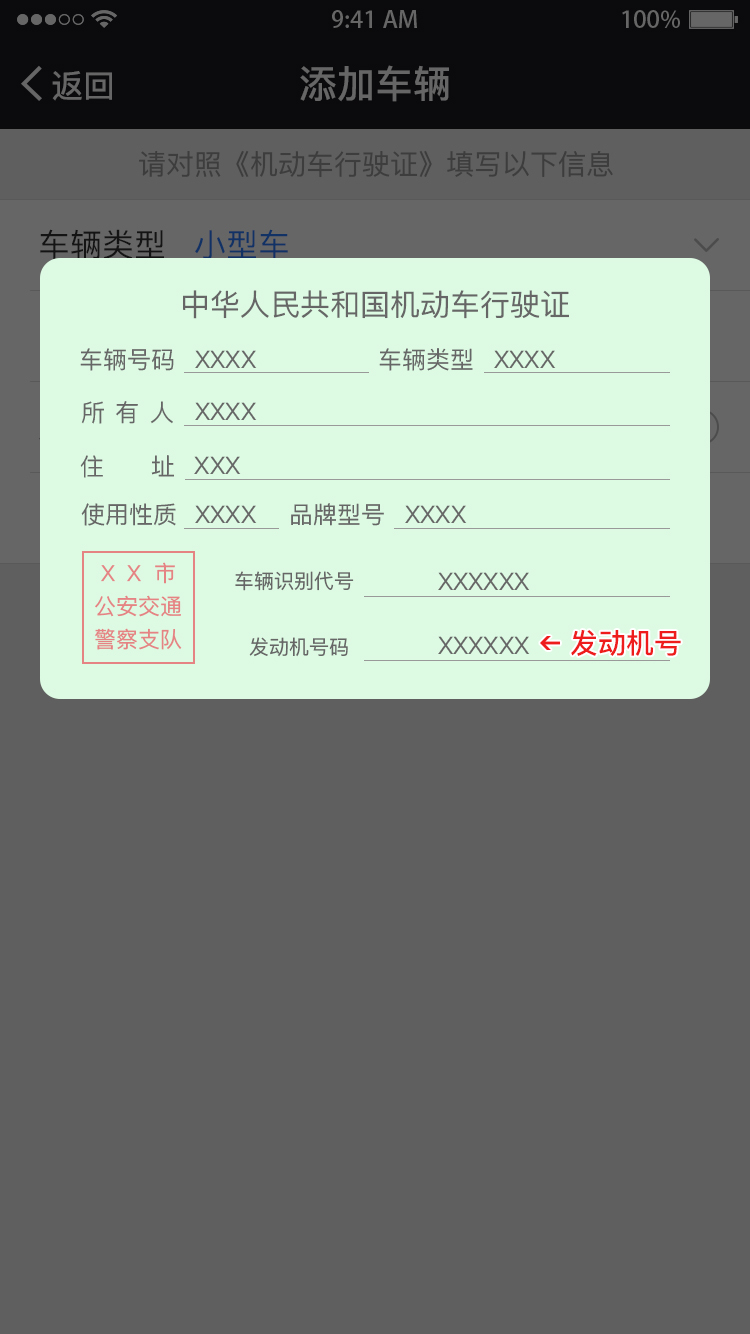 9:41 AM 100%
返回 添加车辆
请对照《机动车行驶证》填写以下信息
车辆类型 小型车
中华人民共和国机动车行驶证
车辆号码 XXXX 车辆类型 XXXX
所有人 XXXX
住 址 XXX
使用性质 XXXX 品牌型号 XXXX
X X 市
公安交通
警察支队
车辆识别代号 XXXXXX
发动机号码 XXXXXX ← 发动机号